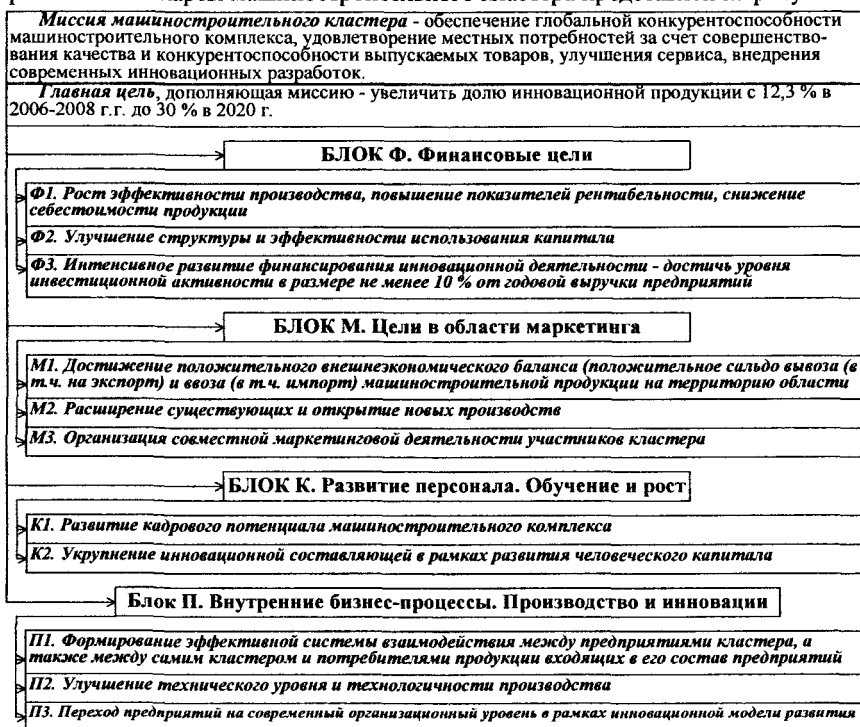 Миссия машиностроительного кластера - обеспечение глобальной конкурентоспособности
машиностроительного комплекса, удовлетворение местных потребностей за счет совершенство-
вания качества и конкурентоспособности выпускаемых товаров, улучшения сервиса, внедрения
современных инновационных разработок.
Главная цель, дополняющая миссию - увеличить долю инновационной продукции с 12,3 % в
2006-2008 г.г. до 30 % в 2020 г.
БЛОК Ф. Финансовые цели
Ф1. Рост эффективности производства, повышение показателей рентабельности, снижение
себестоимости продукции
Ф2. Улучшение структуры и эффективности использования капитала
Ф3. Интенсивное развитие финансирования инновационной деятельности - достичь уровня
инвестиционной активности в размере не менее 10 % от годовой выручки предприятий
БЛОК М. Цели в области маркетинга
М1. Достижение положительного внешнеэкономического баланса (положительное сальдо вывоза (в
т.ч. на экспорт) и ввоза (в т.ч. импорт) машиностроительной продукции на территорию области
М2. Расширение существующих и открытие новых производств
М3. Организация совместной маркетинговой деятельности участников кластера
БЛОК К. Развитие персонала. Обучение и рост
К1. Развитие кадрового потенциала машиностроительного комплекса
К2. Укрупнение инновационной составляющей в рамках развития человеческого капитала
Блок П. Внутренние бизнес-процессы. Производство и инновации
П1. Формирование эффективной системы взаимодействия между предприятиями кластера, а
также между самим кластером и потребителями продукции входящих в его состав предприятий
П2. Улучшение технического уровня и технологичности производства
П3. Переход предприятий на современный организационный уровень в рамках инновационной модели развития